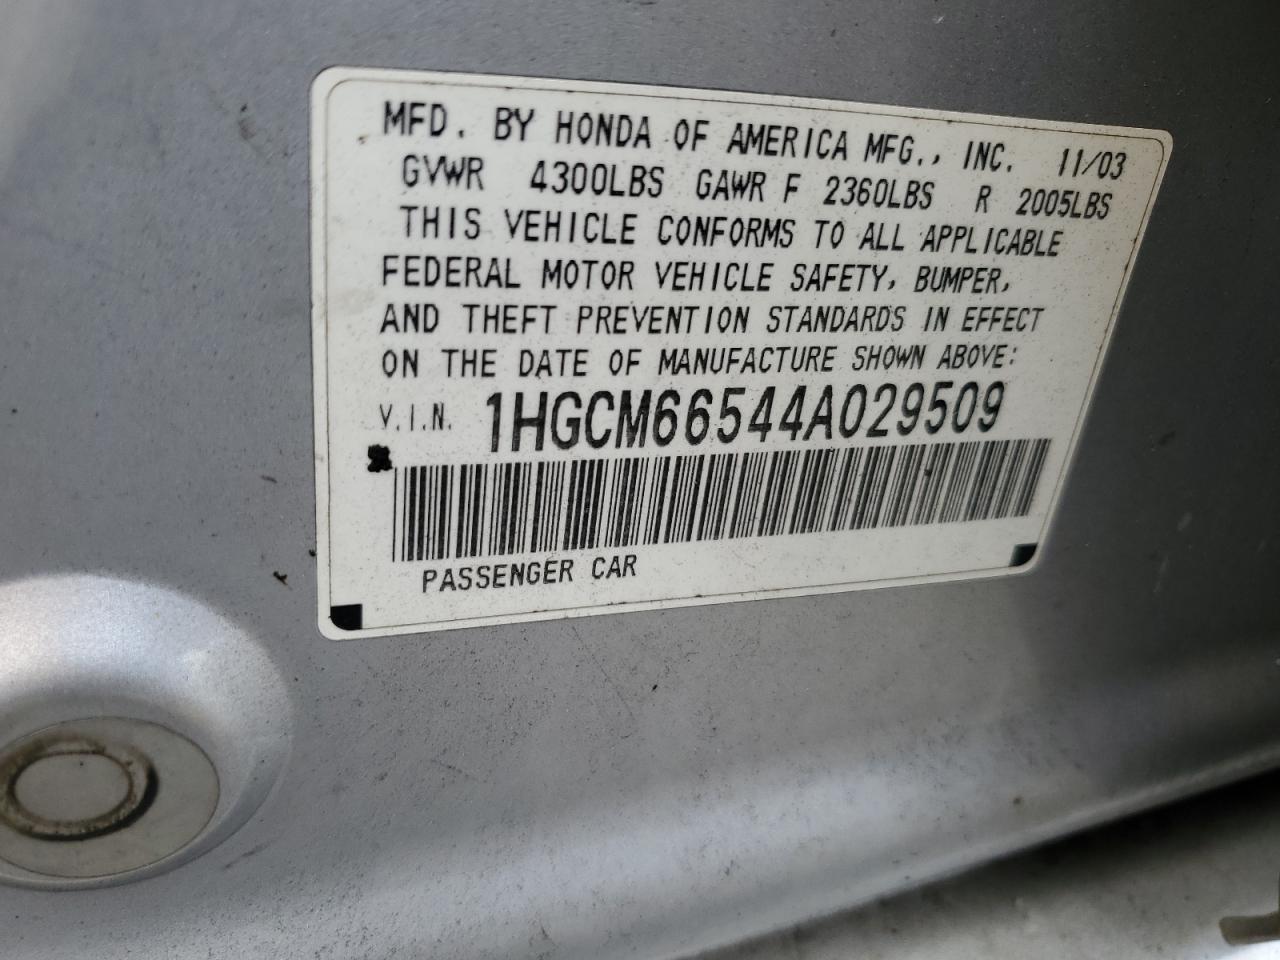 MFD. BY HONDA OF AMERICA MFG., INC. 11/03
GVWR 4300LBS GAWR F 2360LBS R 2005LBS
THIS VEHICLE CONFORMS TO ALL APPLICABLE
FEDERAL MOTOR VEHICLE SAFETY, BUMPER,
AND THEFT PREVENTION STANDARDS IN EFFECT
ON THE DATE OF MANUFACTURE SHOWN ABOVE:
V.I.N. 1HGCM66544A029509
PASSENGER CAR